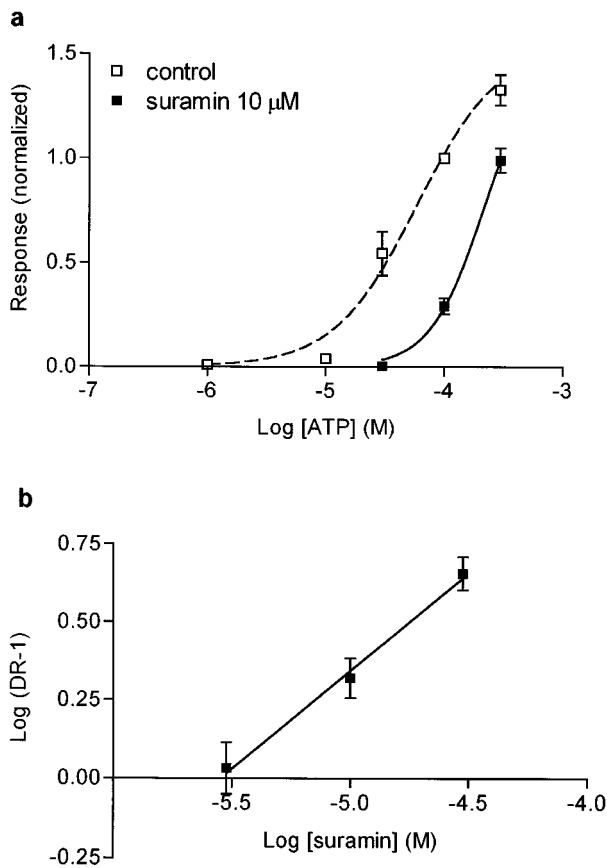 a
1.5
control
suramin 10 μM
1.0
Response (normalized)
0.5
0.0
-7
-6
-5
-4
-3
Log [ATP] (M)
b
0.75
0.50
Log (DR-1)
0.25
0.00
-5.5
-5.0
-4.5
-4.0
Log [suramin] (M)
-0.25